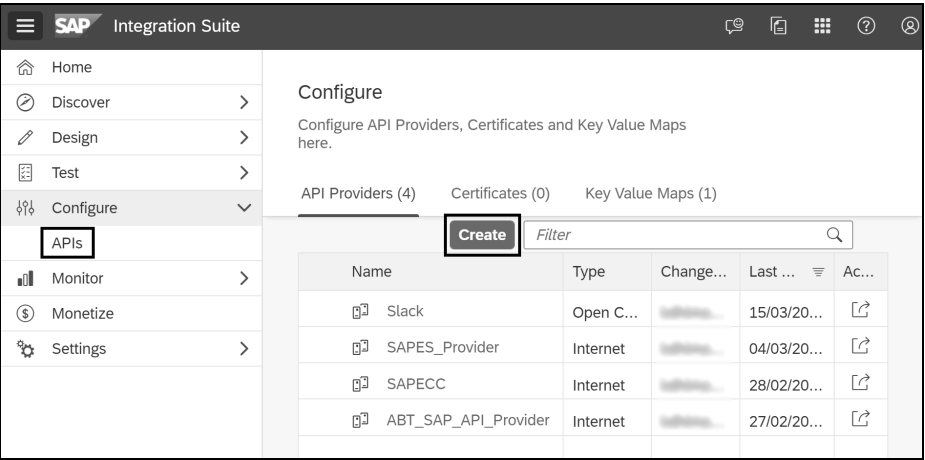 SAP Integration Suite
Home
Discover
Design
Test
Configure
APIs
Monitor
Monetize
Settings
Configure
Configure API Providers, Certificates and Key Value Maps
here.
API Providers (4) Certificates (0) Key Value Maps (1)
Create Filter
Name Type Change... Last ... Ac...
Slack Open C... 15/03/20...
SAPES_Provider Internet 04/03/20...
SAPECC Internet 28/02/20...
ABT_SAP_API_Provider Internet 27/02/20...